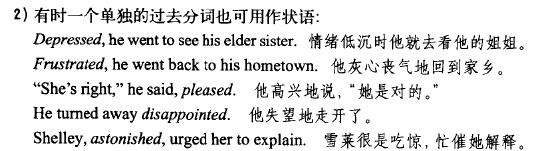 2) 有时一个单独的过去分词也可用作状语:
Depressed, he went to see his elder sister. 情绪低沉时他就去看他的姐姐。
Frustrated, he went back to his hometown. 他灰心丧气地回到家乡。
“She's right,” he said, pleased. 他高兴地说，“她是对的。”
He turned away disappointed. 他失望地走开了。
Shelley, astonished, urged her to explain. 雪莱很是吃惊，忙催她解释。